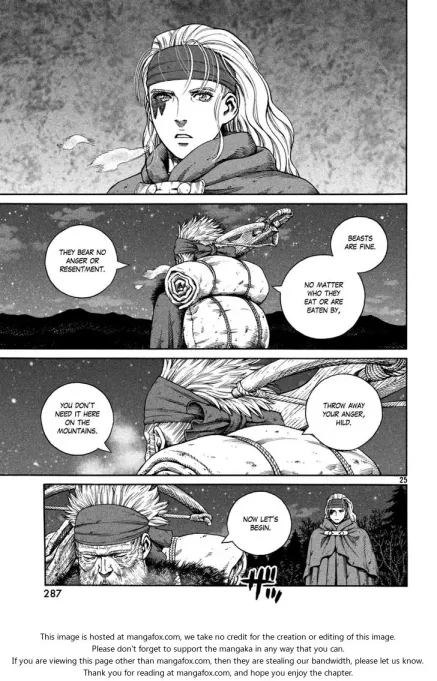 BEASTS
ARE FINE.
NO MATTER
WHO THEY
EAT OR ARE
EATEN BY,
THEY BEAR NO
ANGER OR
RESENTMENT.
THROW AWAY
YOUR ANGER,
HILD.
YOU DON'T
NEED IT HERE
ON THE
MOUNTAINS.
25
NOW LET'S
BEGIN.
ザッ
287
This image is hosted at mangafox.com, we take no credit for the creation or editing of this image.
Please don't forget to support the mangaka in any way that you can.
If you are viewing this page other than mangafox.com, then they are stealing our bandwidth, please let us know.
Thank you for reading at mangafox.com, and hope you enjoy the chapter.